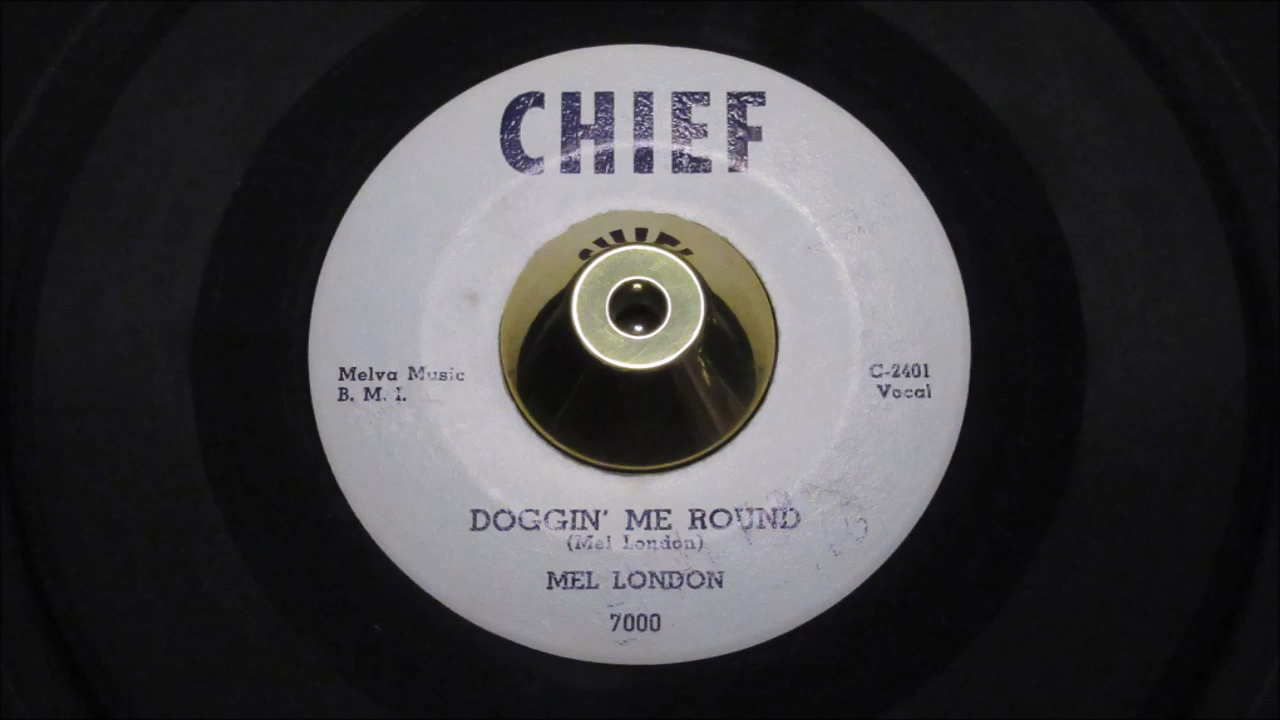 CHIEF
Melva Music
B. M. I.
C-2401
Vocal
DOGGIN' ME ROUND
(Mel London)
MEL LONDON
7000